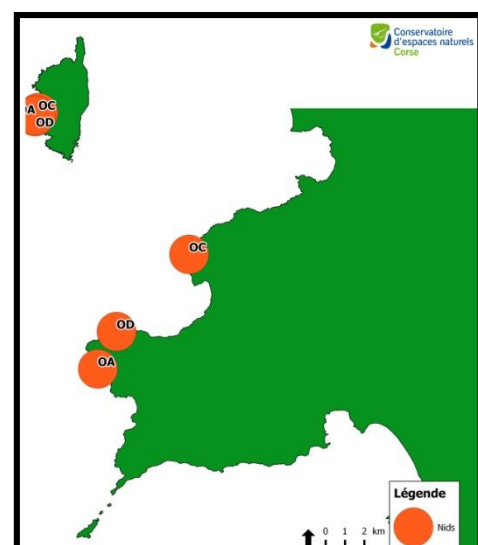 Conservatoire
d'espaces naturels
Corse
OC
OD
OC
OD
OA
Légende
Nids
0 1 2 km